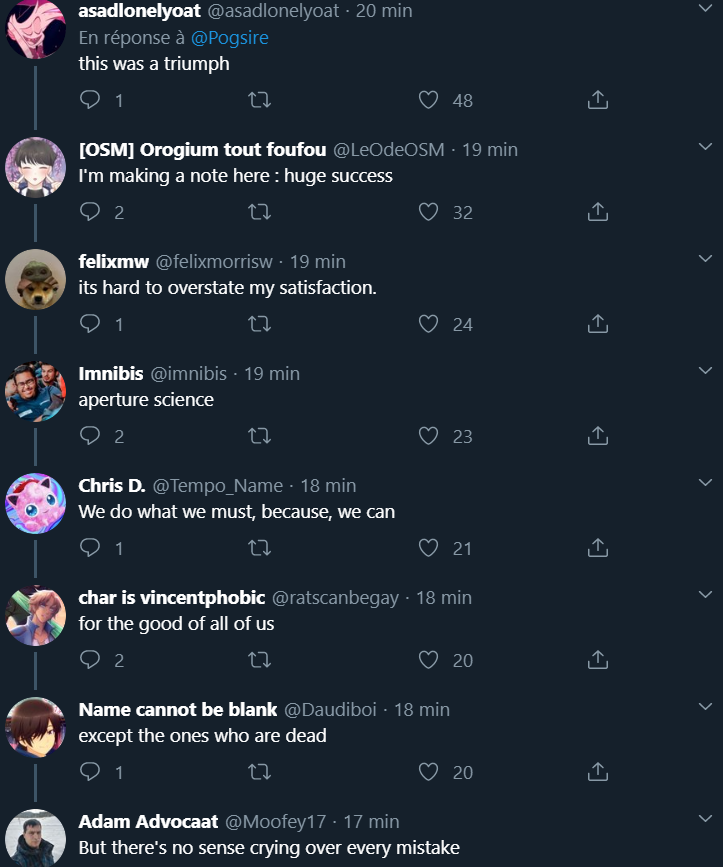 asadlonelyoat @asadlonelyoat · 20 min
En réponse à @Pogsire
this was a triumph
1 48
[OSM] Orogium tout foufou @LeOdeOSM · 19 min
I'm making a note here : huge success
2 32
felixmw @felixmorrisw · 19 min
its hard to overstate my satisfaction.
1 24
Imnibis @imnibis · 19 min
aperture science
2 23
Chris D. @Tempo_Name · 18 min
We do what we must, because, we can
1 21
char is vincentphobic @ratscanbegay · 18 min
for the good of all of us
2 20
Name cannot be blank @Daudiboi · 18 min
except the ones who are dead
1 20
Adam Advocaat @Moofey17 · 17 min
But there's no sense crying over every mistake